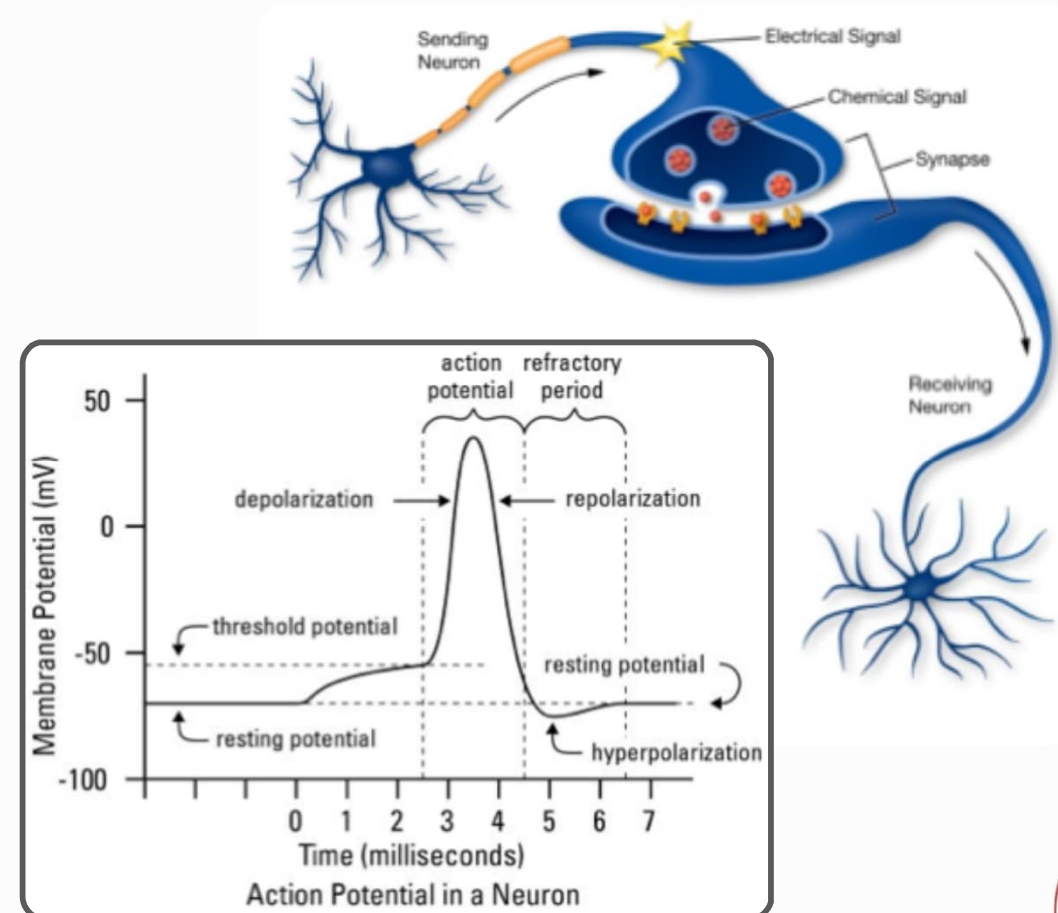 Sending
Neuron
Electrical Signal
Chemical Signal
Synapse
Receiving
Neuron
action
potential
refractory
period
50
depolarization
repolarization
0
threshold potential
-50
resting potential
resting potential
hyperpolarization
-100
Membrane Potential (mV)
0 1 2 3 4 5 6 7
Time (milliseconds)
Action Potential in a Neuron